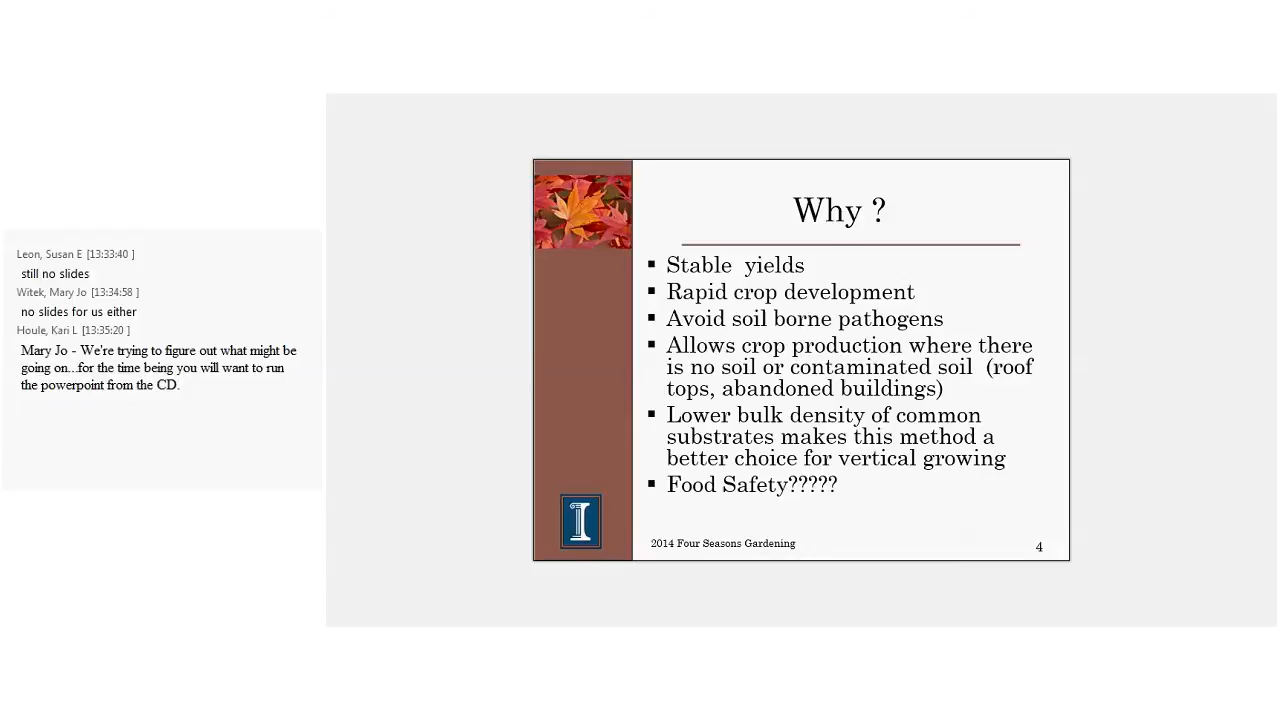 Leon, Susan E [13:33:40 ]
still no slides
Witek, Mary Jo [13:34:58 ]
no slides for us either
Houle, Kari L [13:35:20 ]
Mary Jo - We're trying to figure out what might be
going on...for the time being you will want to run
the powerpoint from the CD.
Why ?
▪ Stable  yields
▪ Rapid crop development
▪ Avoid soil borne pathogens
▪ Allows crop production where there
is no soil or contaminated soil  (roof
tops, abandoned buildings)
▪ Lower bulk density of common
substrates makes this method a
better choice for vertical growing
▪ Food Safety?????
I
2014 Four Seasons Gardening
4